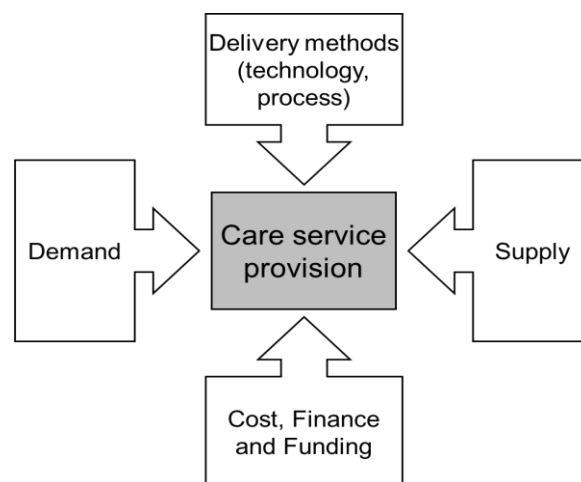 Delivery methods
(technology,
process)
Demand
Care service
provision
Supply
Cost, Finance
and Funding